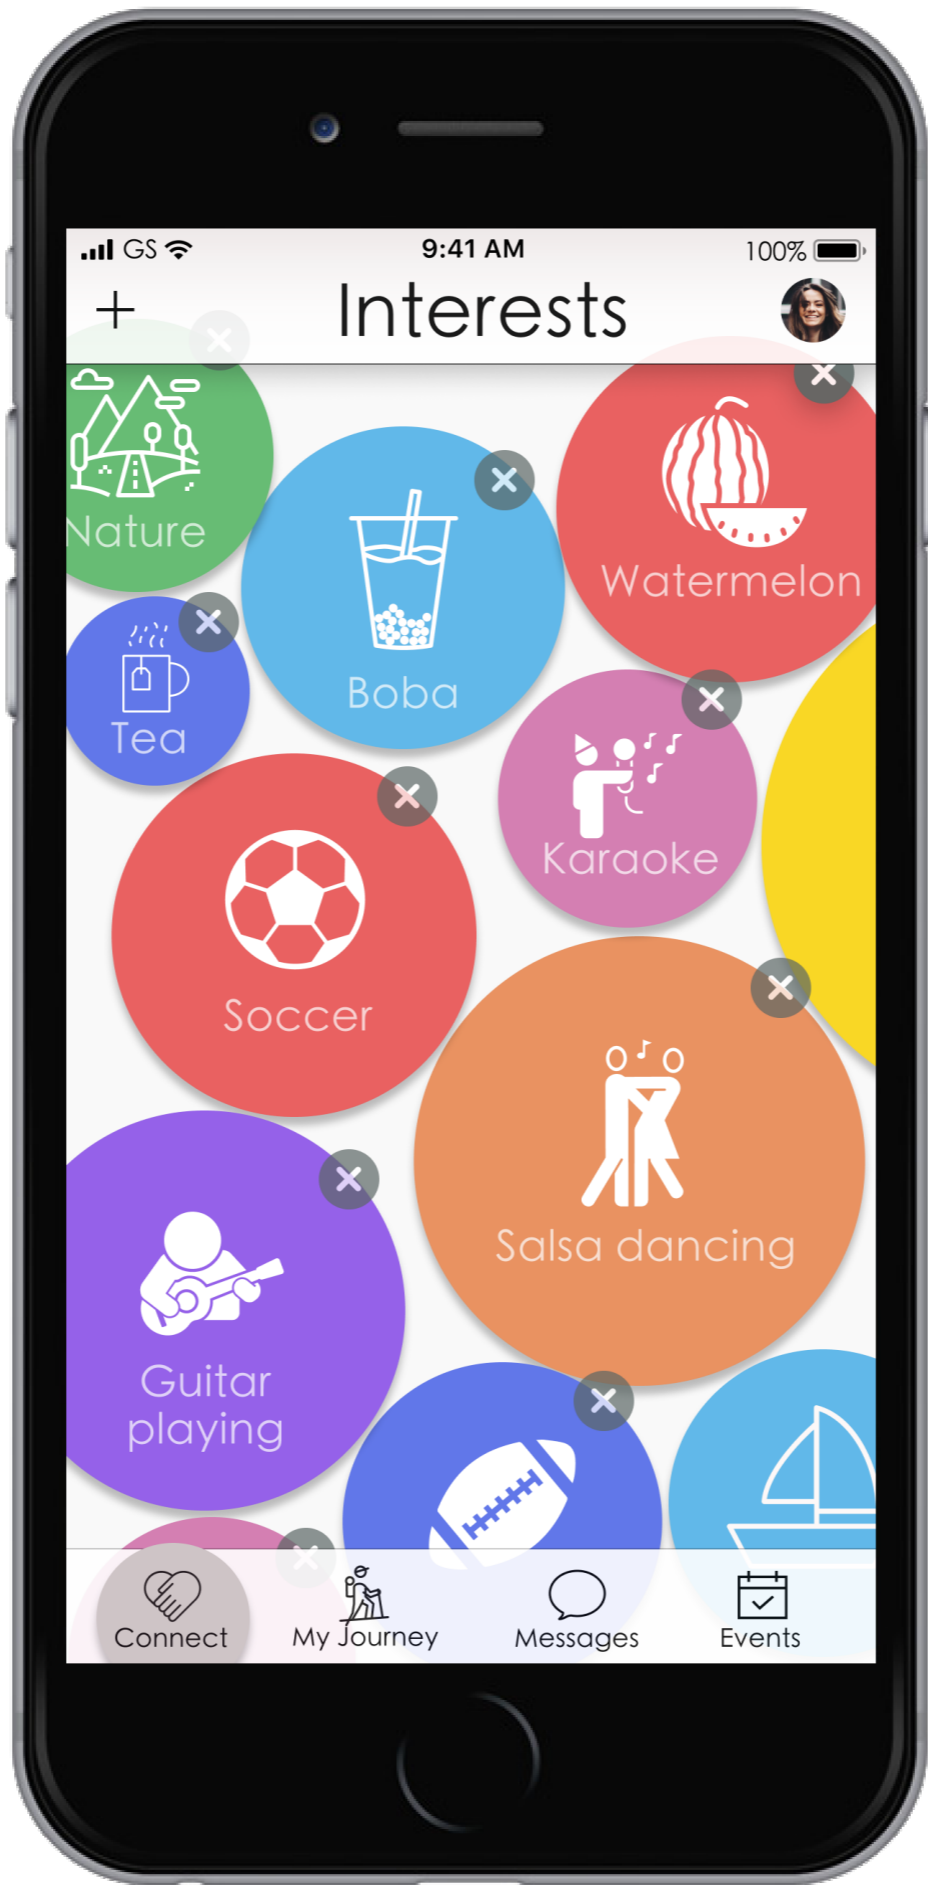 GS
9:41 AM
100%
Interests
Nature
Watermelon
Boba
Tea
Karaoke
Soccer
Salsa dancing
Guitar
playing
Connect
My Journey
Messages
Events